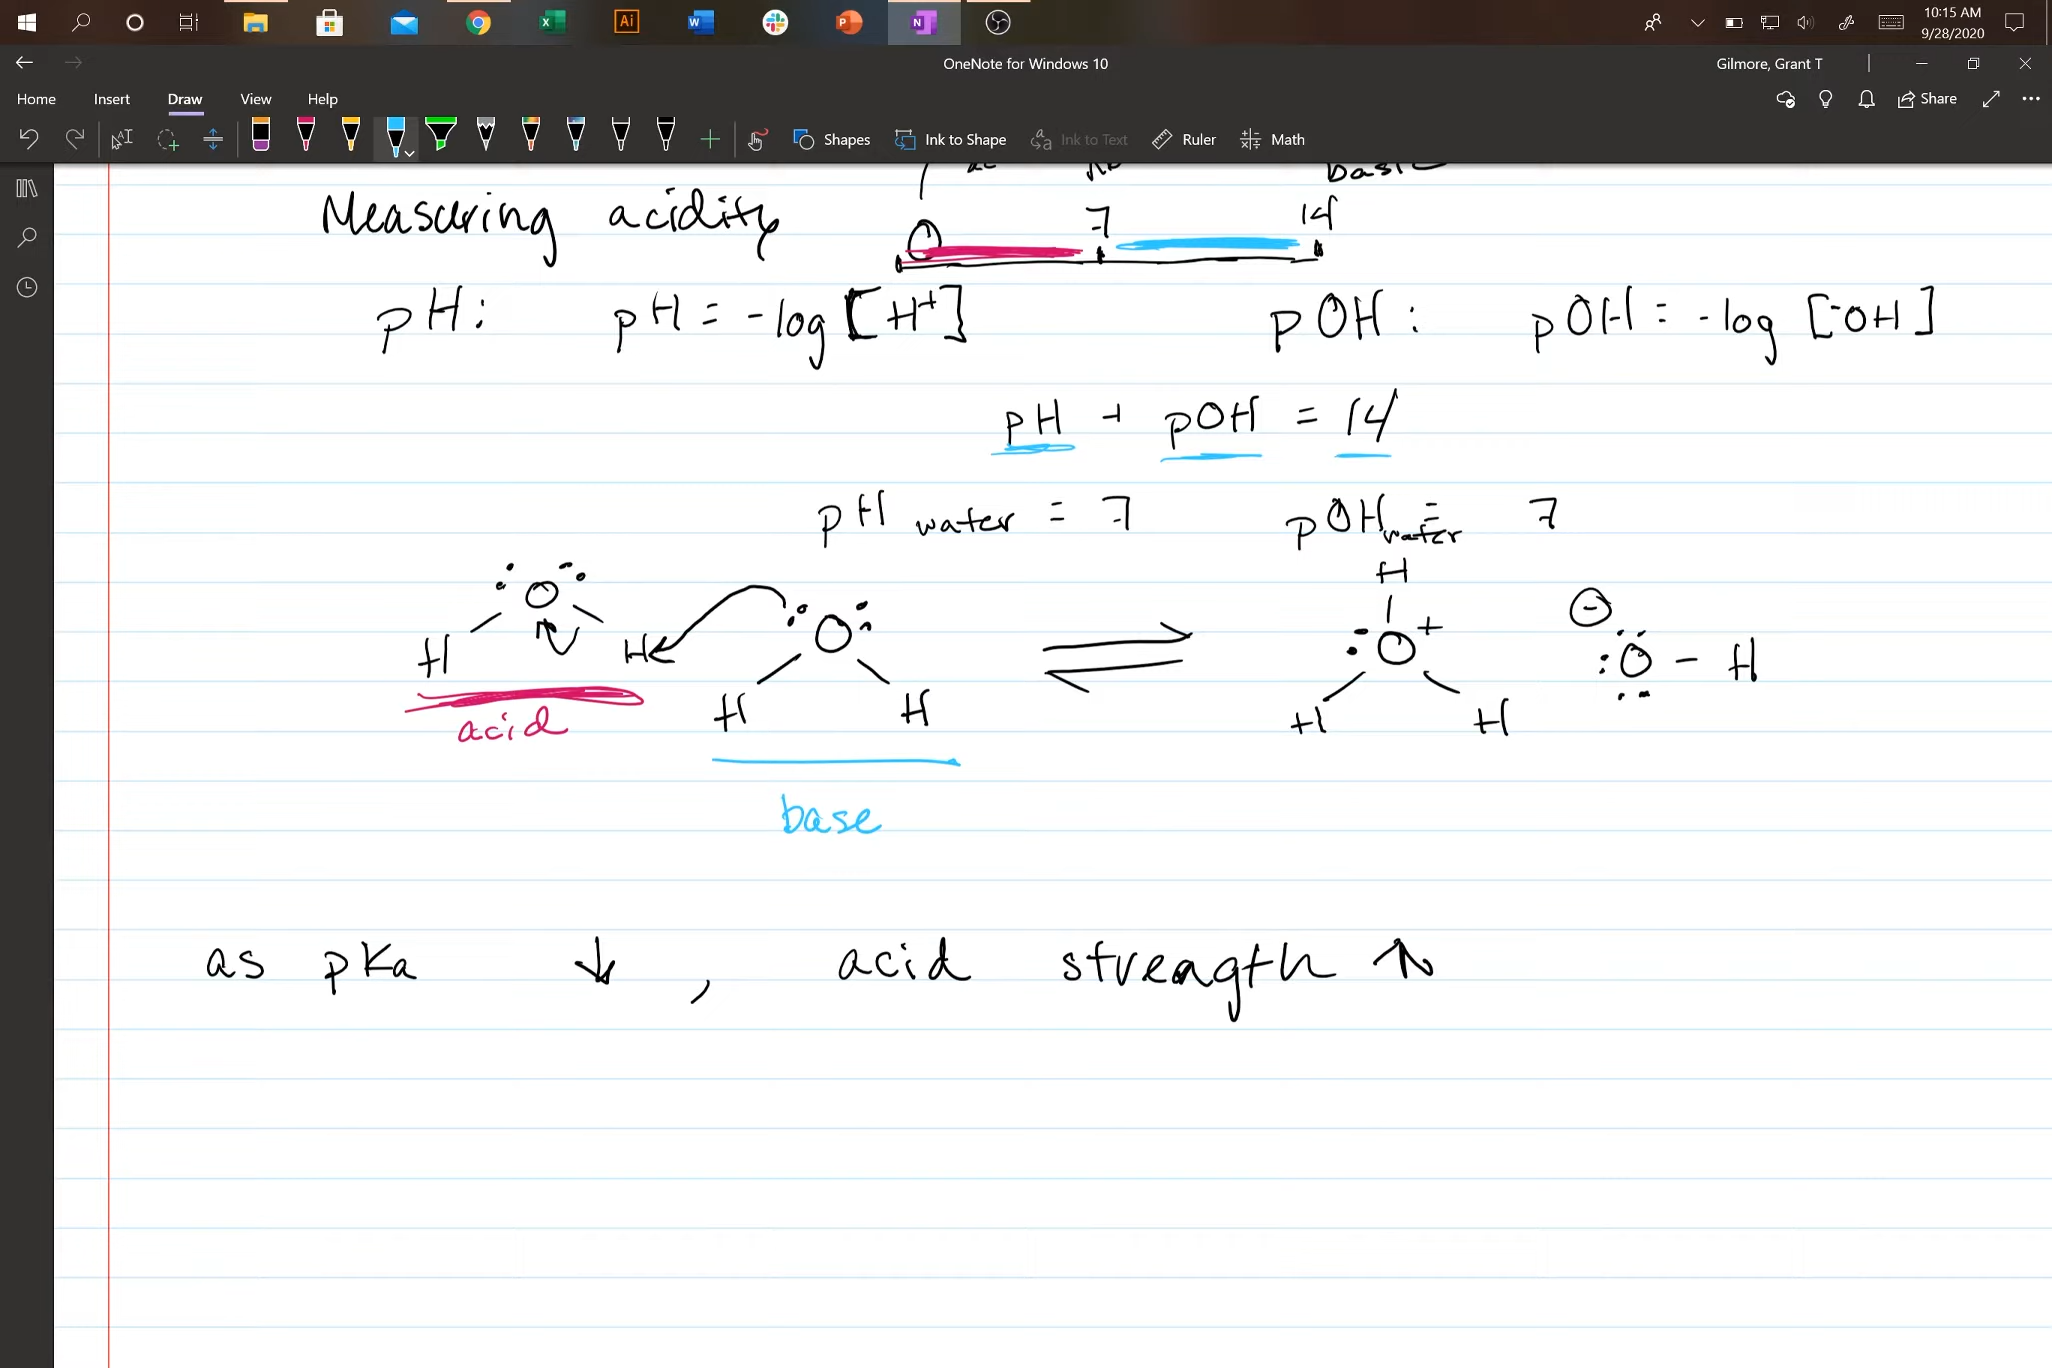 10:15 AM
9/28/2020
OneNote for Windows 10
Gilmore, Grant T
Home Insert Draw View Help
Share
Shapes Ink to Shape Ink to Text Ruler Math
basic
Measuring acidity
0 7 14
pH: pH = -log [H+] pOH: pOH = -log [-OH]
pH + pOH = 14
pH water = 7 pOH water = 7
H
O O O+ - O - H
H H H H H H
acid
base
as pKa ↓, acid strength ↑